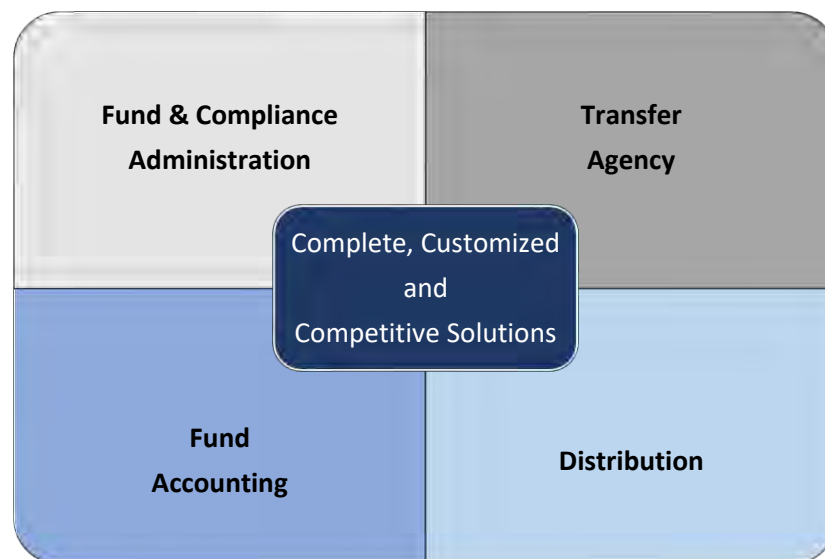 Fund & Compliance
Administration
Transfer
Agency
Complete, Customized
and
Competitive Solutions
Fund
Accounting
Distribution